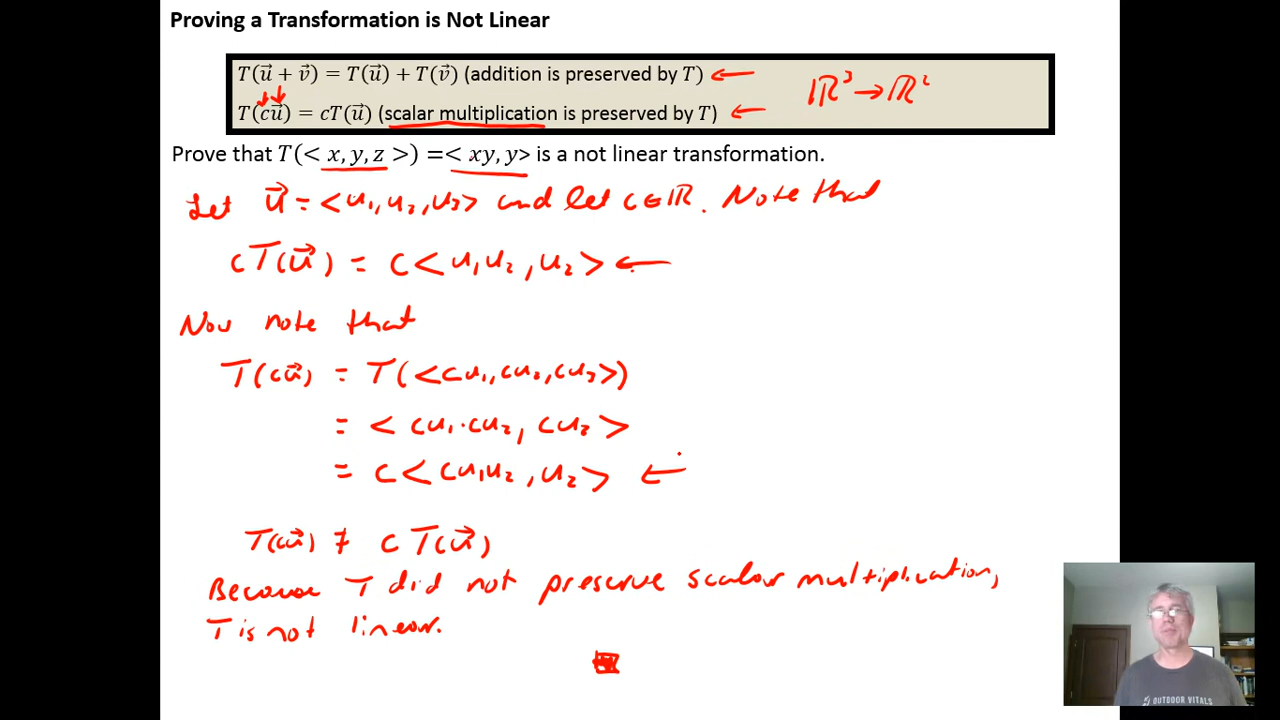 Proving a Transformation is Not Linear
T(u⃗ + v⃗) = T(u⃗) + T(v⃗) (addition is preserved by T) ←
ℝ³ → ℝ²
T(cu⃗) = cT(u⃗) (scalar multiplication is preserved by T) ←
Prove that T(< x, y, z >) =< xy, y> is a not linear transformation.
Let u⃗ = <u₁, u₂, u₃> and let c∈ℝ. Note that
cT(u⃗) = c<u₁u₂, u₂> ←
Now note that
T(cu⃗) = T(<cu₁, cu₂, cu₃>)
= < cu₁·cu₂, cu₂ >
= c< cu₁u₂, u₂> ←
T(cu⃗) ≠ c T(u⃗)
Because T did not preserve scalar multiplication,
T is not linear.
OUTDOOR VITALS